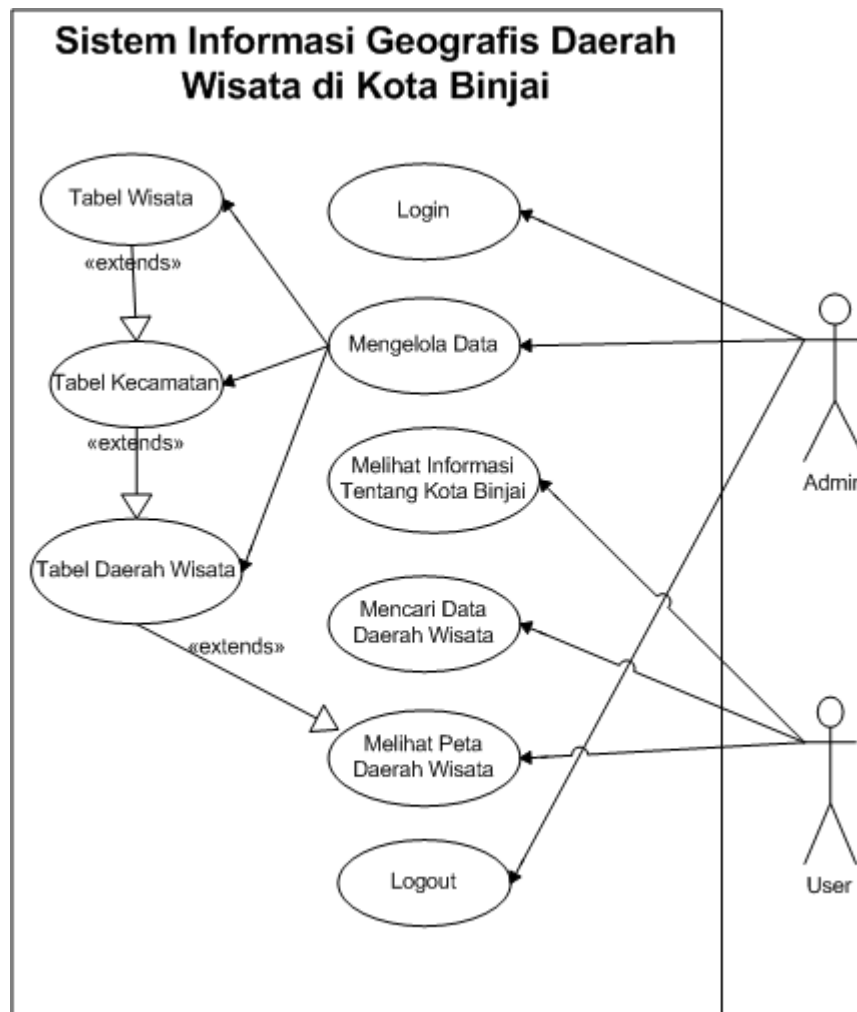 Sistem Informasi Geografis Daerah
Wisata di Kota Binjai
Tabel Wisata
«extends»
Tabel Kecamatan
«extends»
Tabel Daerah Wisata
«extends»
Login
Mengelola Data
Melihat Informasi
Tentang Kota Binjai
Mencari Data
Daerah Wisata
Melihat Peta
Daerah Wisata
Logout
Admin
User